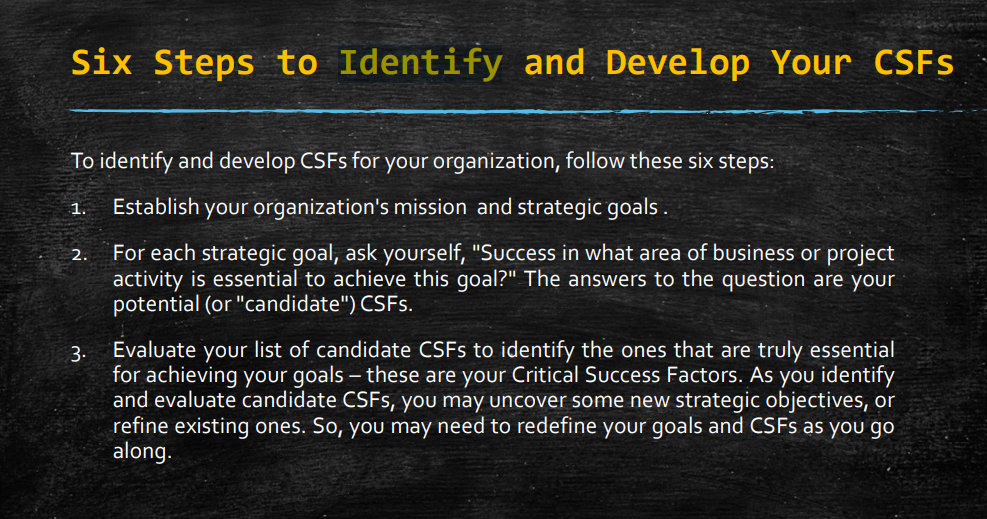 Six Steps to Identify and Develop Your CSFs
To identify and develop CSFs for your organization, follow these six steps:
1. Establish your organization's mission  and strategic goals .
2. For each strategic goal, ask yourself, "Success in what area of business or project
activity is essential to achieve this goal?" The answers to the question are your
potential (or "candidate") CSFs.
3. Evaluate your list of candidate CSFs to identify the ones that are truly essential
for achieving your goals – these are your Critical Success Factors. As you identify
and evaluate candidate CSFs, you may uncover some new strategic objectives, or
refine existing ones. So, you may need to redefine your goals and CSFs as you go
along.